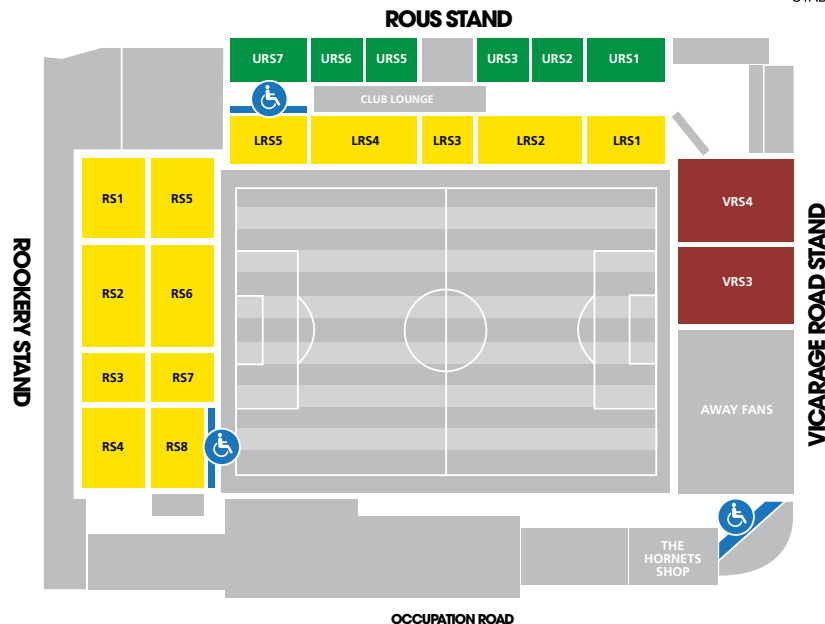 ROUS STAND
URS7 URS6 URS5 URS3 URS2 URS1
CLUB LOUNGE
LRS5 LRS4 LRS3 LRS2 LRS1
RS1 RS5
VRS4
ROOKERY STAND
RS2 RS6
VRS3
VICARAGE ROAD STAND
RS3 RS7
AWAY FANS
RS4 RS8
THE
HORNETS
SHOP
OCCUPATION ROAD